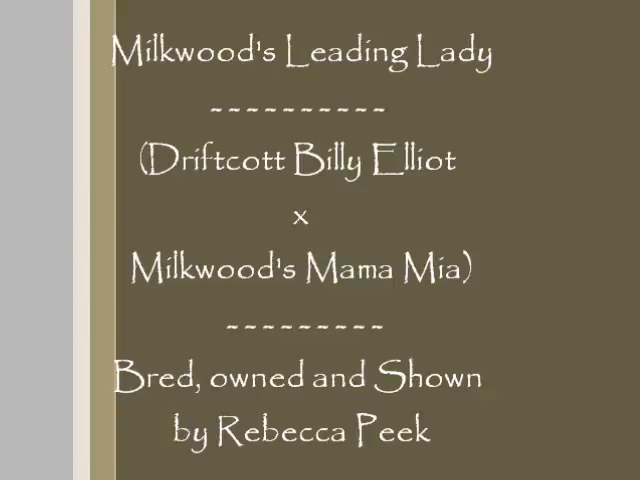 Milkwood's Leading Lady
----------
(Driftcott Billy Elliot
x
Milkwood's Mama Mia)
---------
Bred, owned and Shown
by Rebecca Peek